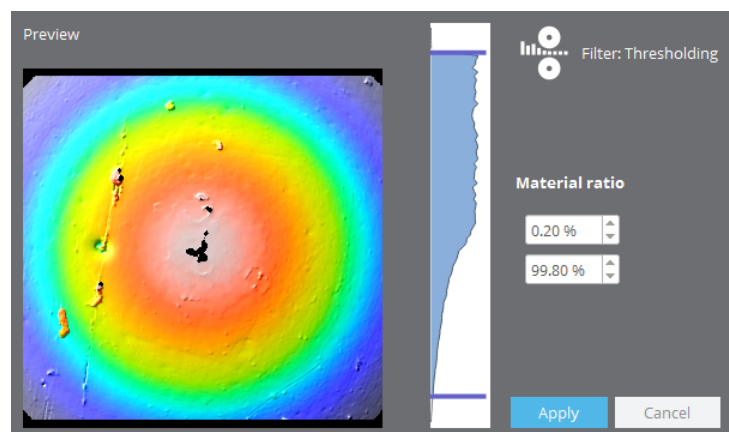 Preview
Filter: Thresholding
Material ratio
0.20 %
99.80 %
Apply
Cancel